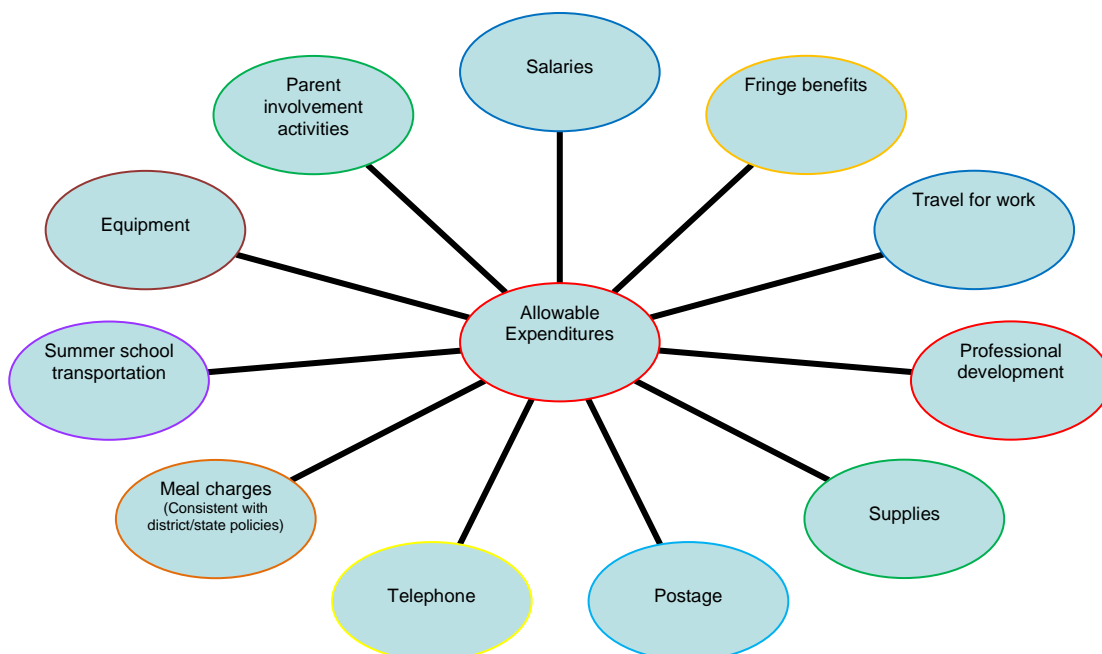 Salaries
Fringe benefits
Travel for work
Professional
development
Supplies
Postage
Telephone
Meal charges
(Consistent with
district/state policies)
Summer school
transportation
Equipment
Parent
involvement
activities
Allowable
Expenditures